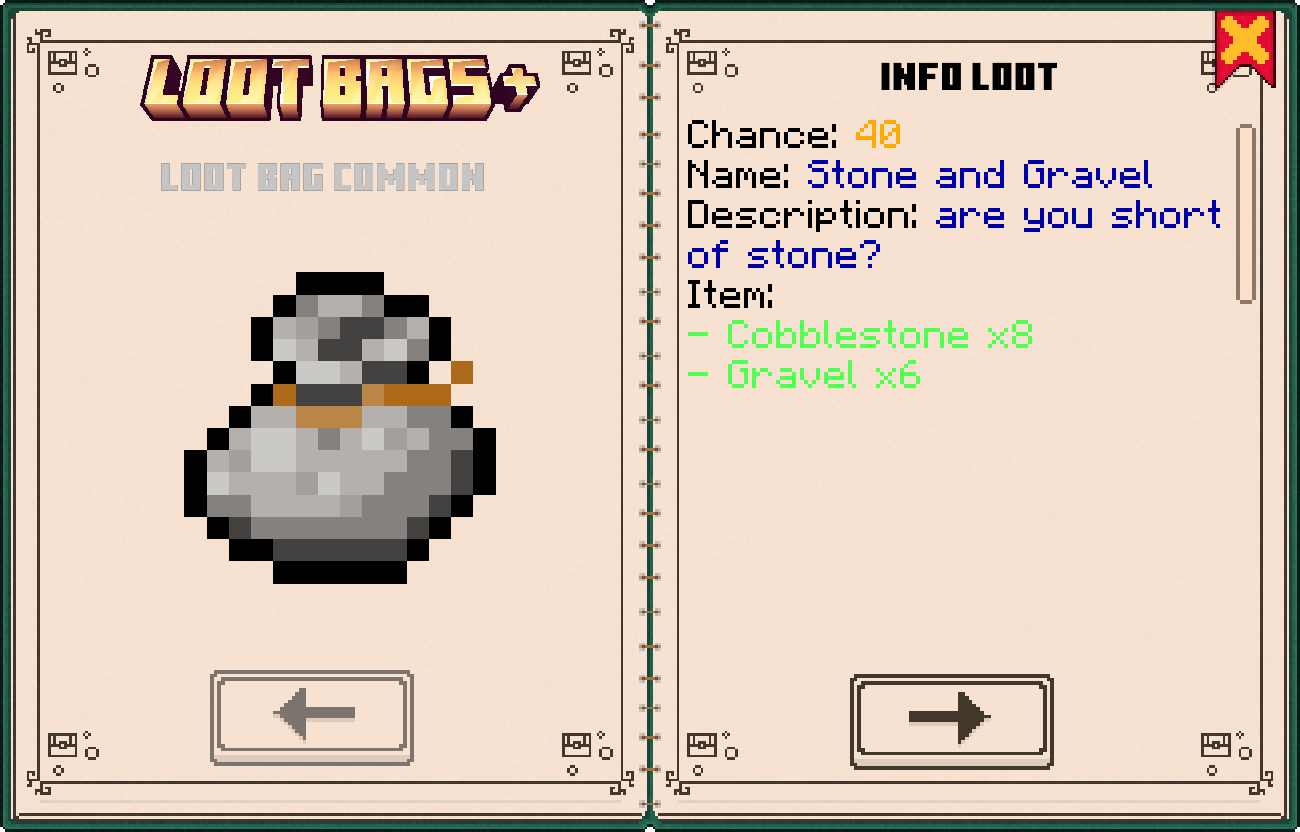 LOOT BAGS+
LOOT BAG COMMON
INFO LOOT
Chance: 40
Name: Stone and Gravel
Description: are you short
of stone?
Item:
- Cobblestone x8
- Gravel x6